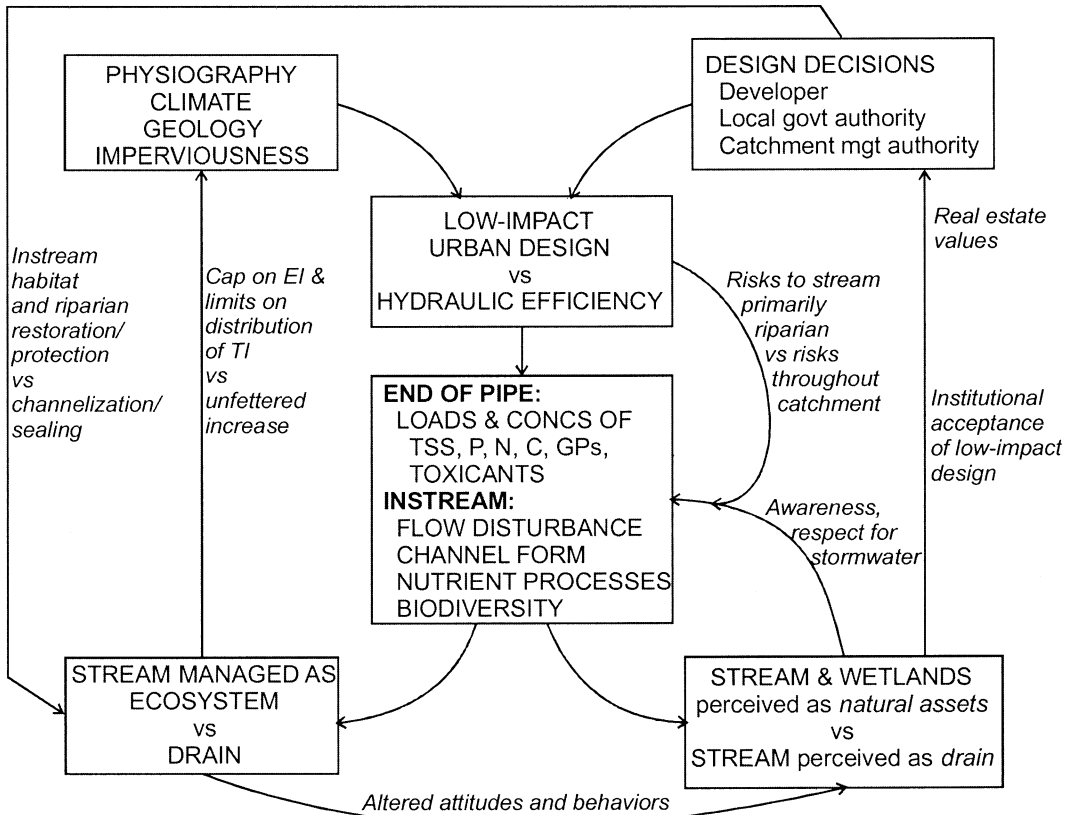 PHYSIOGRAPHY
CLIMATE
GEOLOGY
IMPERVIOUSNESS
DESIGN DECISIONS
Developer
Local govt authority
Catchment mgt authority
LOW-IMPACT
URBAN DESIGN
vs
HYDRAULIC EFFICIENCY
Instream
habitat
and riparian
restoration/
protection
vs
channelization/
sealing
Cap on EI &
limits on
distribution
of TI
vs
unfettered
increase
Risks to stream
primarily
riparian
vs risks
throughout
catchment
Real estate
values
Institutional
acceptance
of low-impact
design
END OF PIPE:
LOADS & CONCS OF
TSS, P, N, C, GPs,
TOXICANTS
INSTREAM:
FLOW DISTURBANCE
CHANNEL FORM
NUTRIENT PROCESSES
BIODIVERSITY
Awareness,
respect for
stormwater
STREAM MANAGED AS
ECOSYSTEM
vs
DRAIN
STREAM & WETLANDS
perceived as natural assets
vs
STREAM perceived as drain
Altered attitudes and behaviors